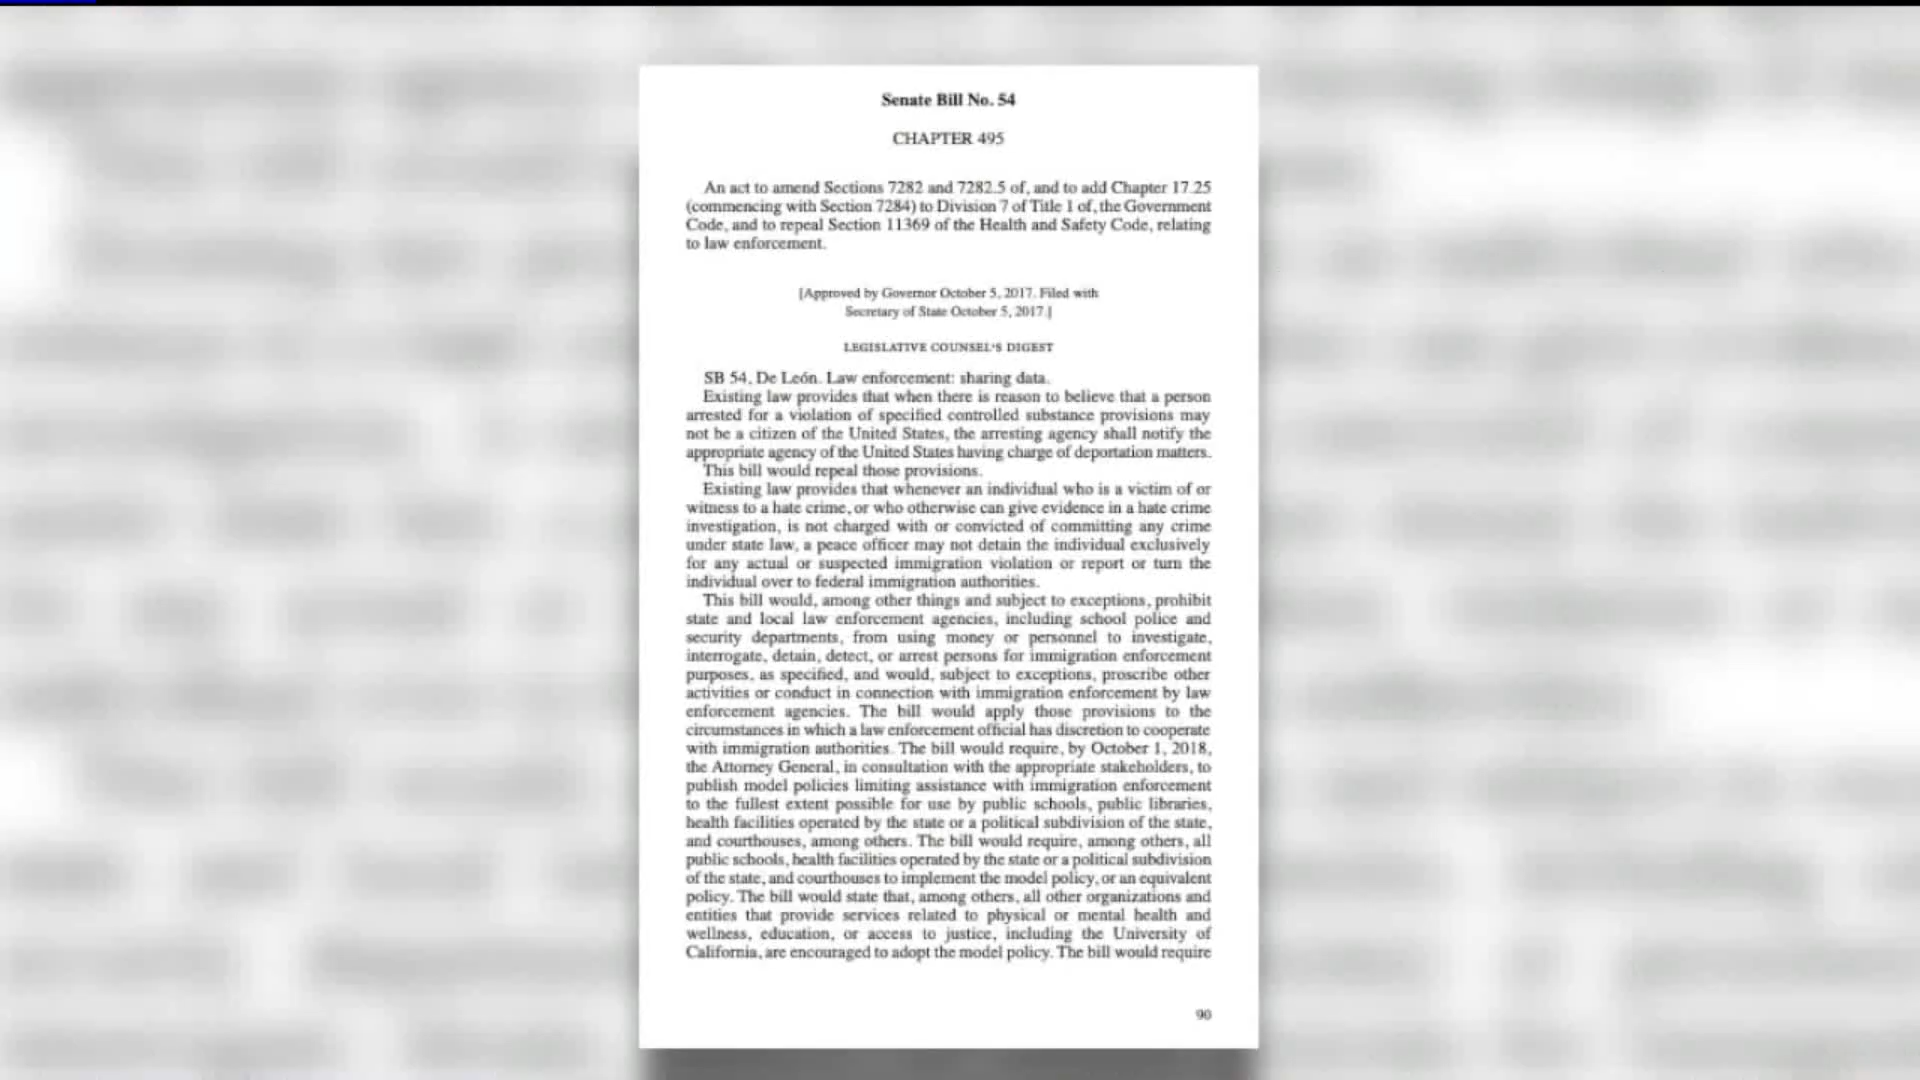 Senate Bill No. 54
CHAPTER 495
An act to amend Sections 7282 and 7282.5 of, and to add Chapter 17.25
(commencing with Section 7284) to Division 7 of Title 1 of, the Government
Code, and to repeal Section 11369 of the Health and Safety Code, relating
to law enforcement.
[Approved by Governor October 5, 2017. Filed with
Secretary of State October 5, 2017.]
LEGISLATIVE COUNSEL'S DIGEST
SB 54, De León. Law enforcement: sharing data.
Existing law provides that when there is reason to believe that a person
arrested for a violation of specified controlled substance provisions may
not be a citizen of the United States, the arresting agency shall notify the
appropriate agency of the United States having charge of deportation matters.
This bill would repeal those provisions.
Existing law provides that whenever an individual who is a victim of or
witness to a hate crime, or who otherwise can give evidence in a hate crime
investigation, is not charged with or convicted of committing any crime
under state law, a peace officer may not detain the individual exclusively
for any actual or suspected immigration violation or report or turn the
individual over to federal immigration authorities.
This bill would, among other things and subject to exceptions, prohibit
state and local law enforcement agencies, including school police and
security departments, from using money or personnel to investigate,
interrogate, detain, detect, or arrest persons for immigration enforcement
purposes, as specified, and would, subject to exceptions, proscribe other
activities or conduct in connection with immigration enforcement by law
enforcement agencies. The bill would apply those provisions to the
circumstances in which a law enforcement official has discretion to cooperate
with immigration authorities. The bill would require, by October 1, 2018,
the Attorney General, in consultation with the appropriate stakeholders, to
publish model policies limiting assistance with immigration enforcement
to the fullest extent possible for use by public schools, public libraries,
health facilities operated by the state or a political subdivision of the state,
and courthouses, among others. The bill would require, among others, all
public schools, health facilities operated by the state or a political subdivision
of the state, and courthouses to implement the model policy, or an equivalent
policy. The bill would state that, among others, all other organizations and
entities that provide services related to physical or mental health and
wellness, education, or access to justice, including the University of
California, are encouraged to adopt the model policy. The bill would require
90